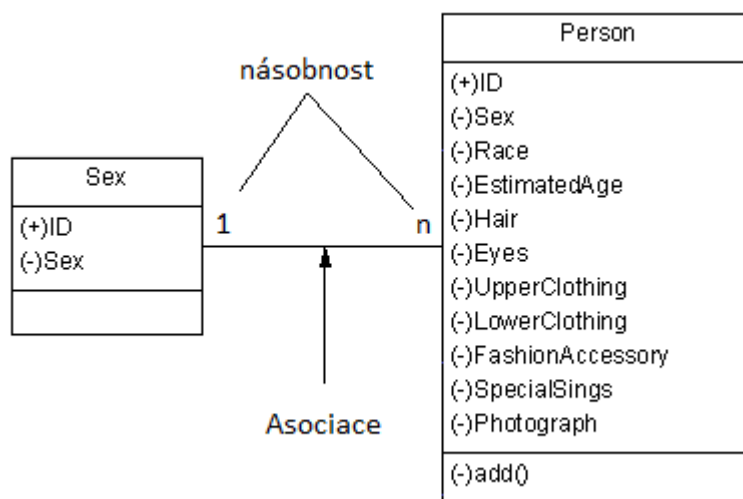 násobnost
Sex
(+)ID
(-)Sex
1
n
Asociace
Person
(+)ID
(-)Sex
(-)Race
(-)EstimatedAge
(-)Hair
(-)Eyes
(-)UpperClothing
(-)LowerClothing
(-)FashionAccessory
(-)SpecialSings
(-)Photograph
(-)add()